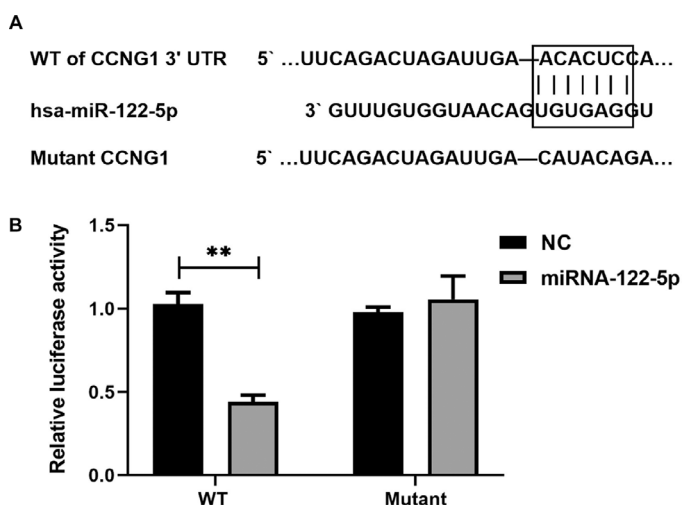 A
WT of CCNG1 3' UTR 5` ...UUCAGACUAGAUUGA—ACACUCCA...
hsa-miR-122-5p 3` GUUUGUGGUAACAGUGUGAGGU
Mutant CCNG1 5` ...UUCAGACUAGAUUGA—CAUACAGA...
B
Relative luciferase activity
1.5
1.0
0.5
0.0
**
WT
Mutant
NC
miRNA-122-5p